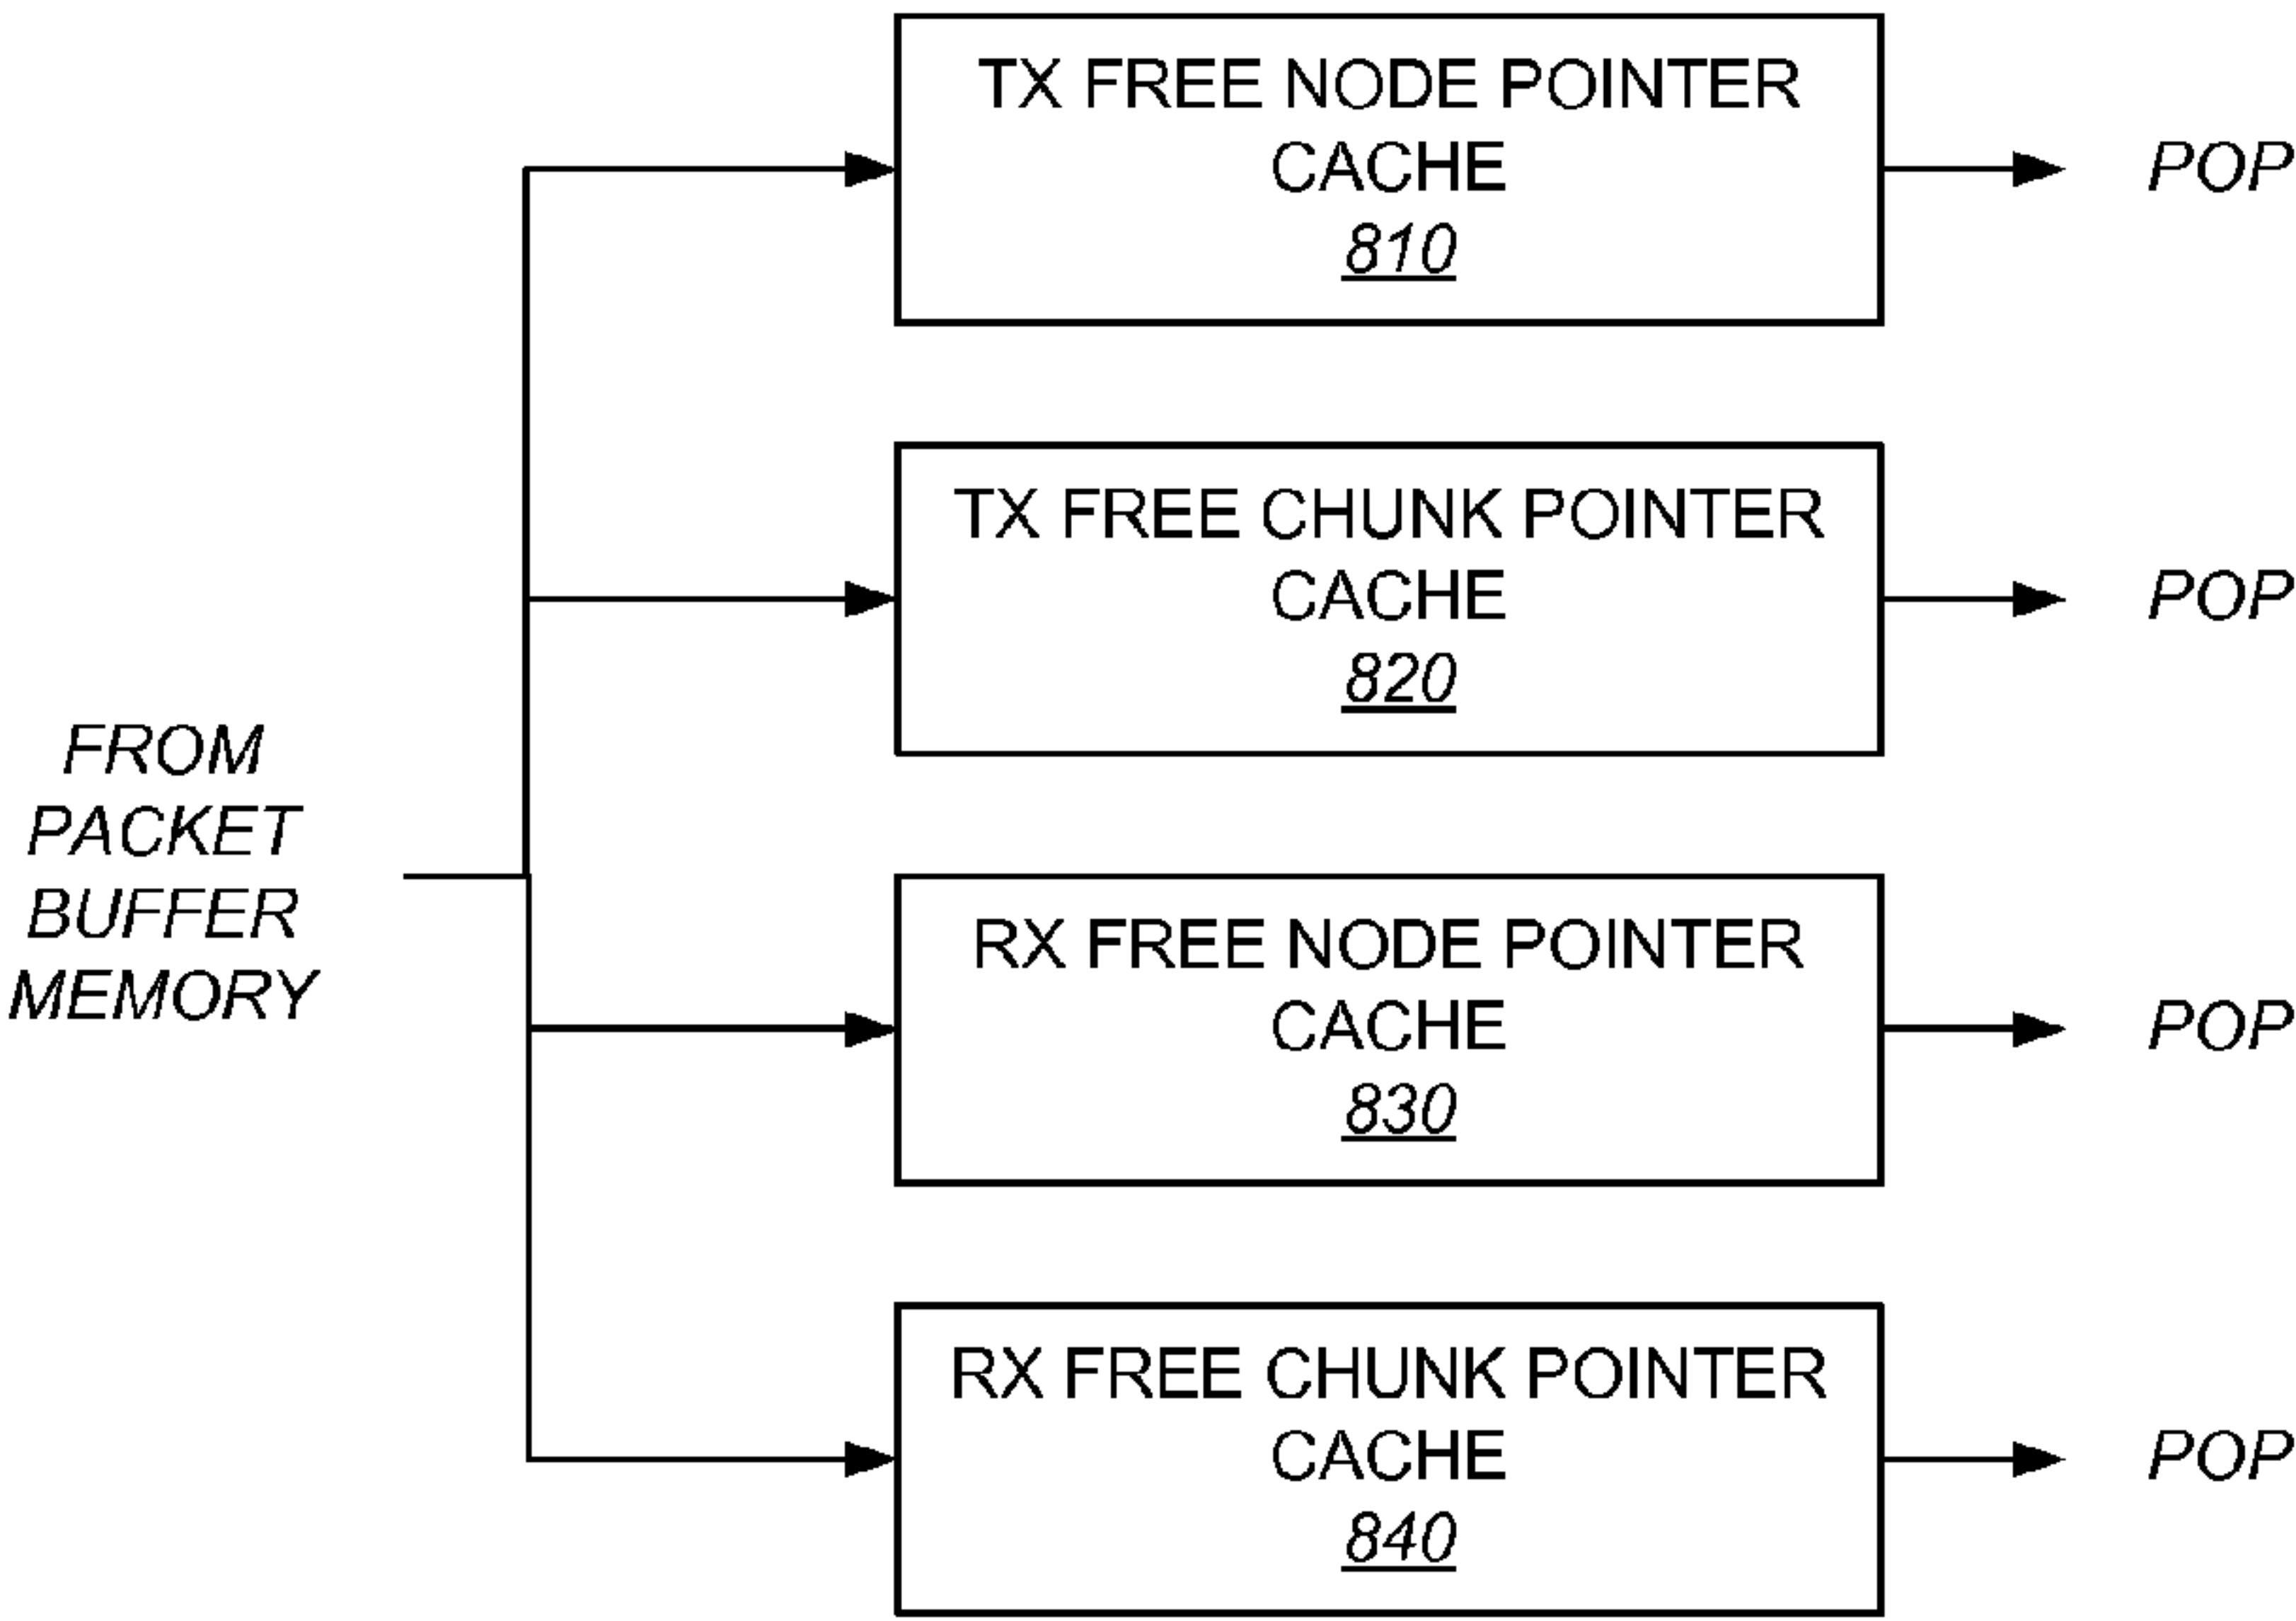 TX FREE NODE POINTER
CACHE
810
POP
TX FREE CHUNK POINTER
CACHE
820
POP
FROM
PACKET
BUFFER
MEMORY
RX FREE NODE POINTER
CACHE
830
POP
RX FREE CHUNK POINTER
CACHE
840
POP